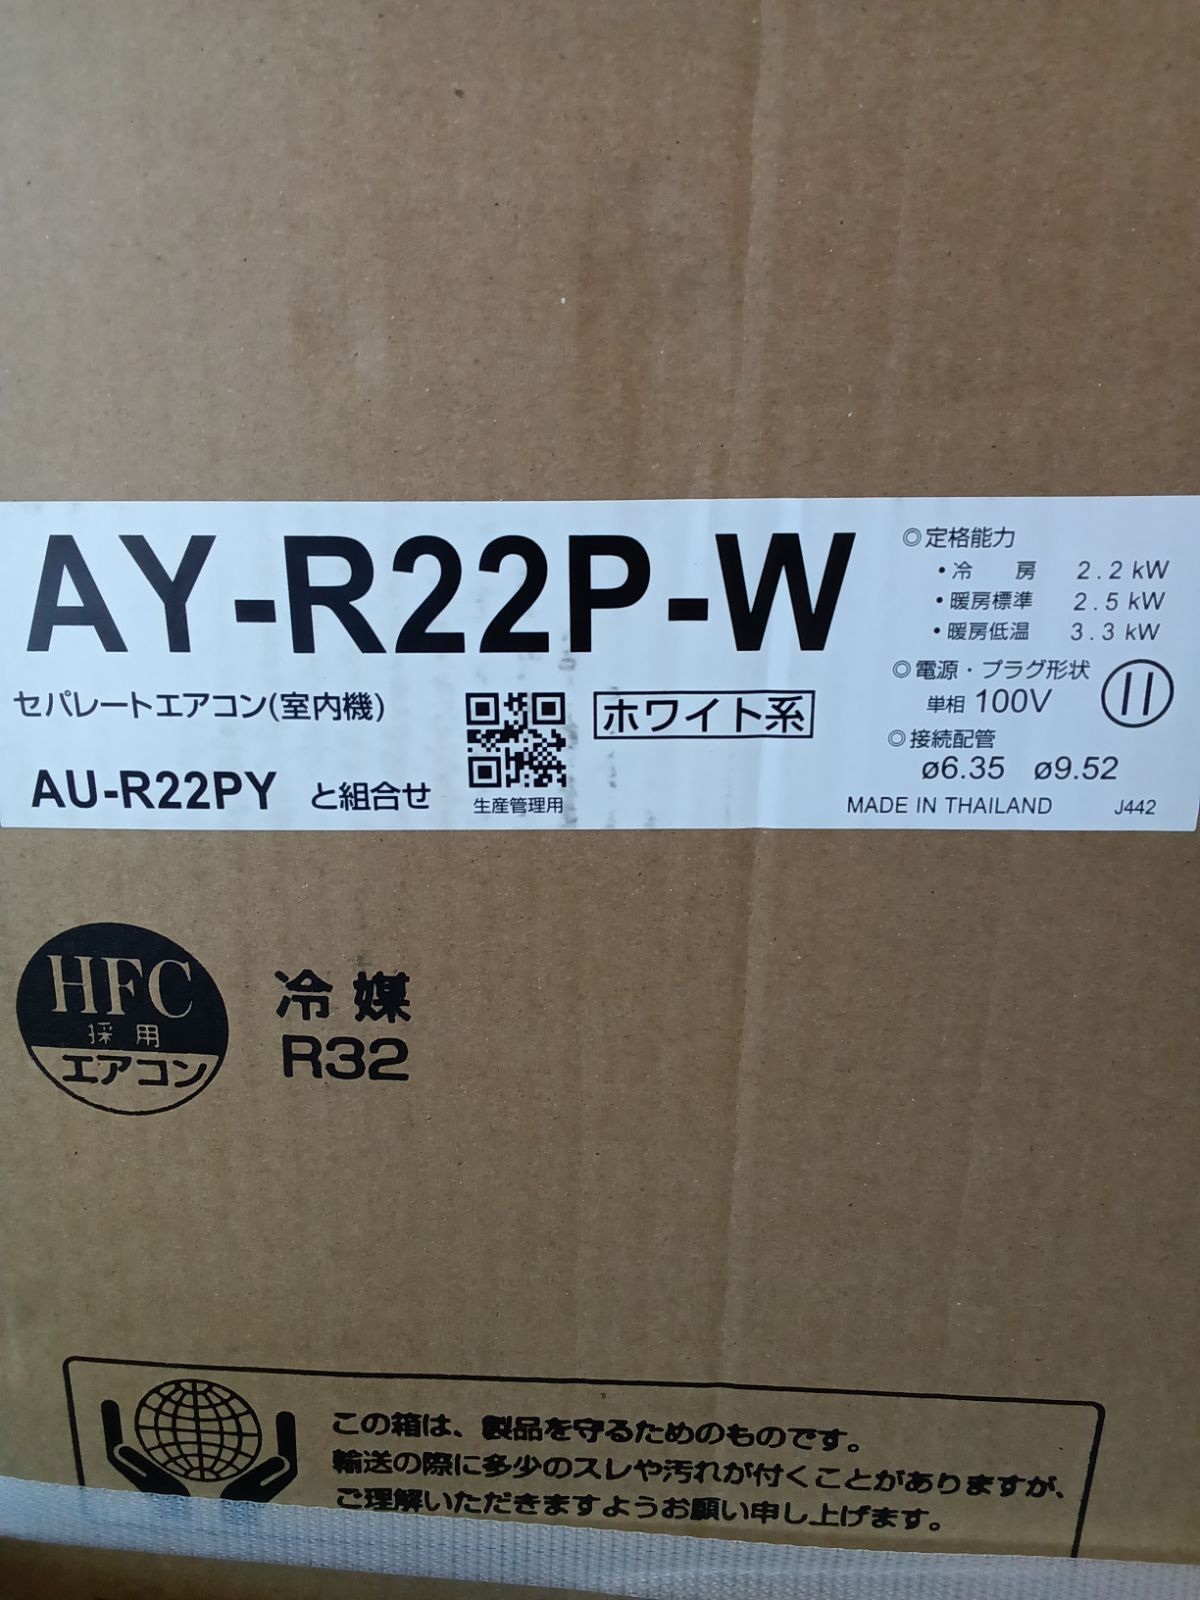 AY-R22P-W
セパレートエアコン(室内機)
AU-R22PY と組合せ
生産管理用
ホワイト系
◎定格能力
・冷 房 2.2 kW
・暖房標準 2.5 kW
・暖房低温 3.3 kW
◎電源・プラグ形状
単相 100V
◎接続配管
ø6.35 ø9.52
MADE IN THAILAND J442
HFC
採用
エアコン
冷媒
R32
この箱は、製品を守るためのものです。
輸送の際に多少のスレや汚れが付くことがありますが、
ご理解いただきますようお願い申し上げます。